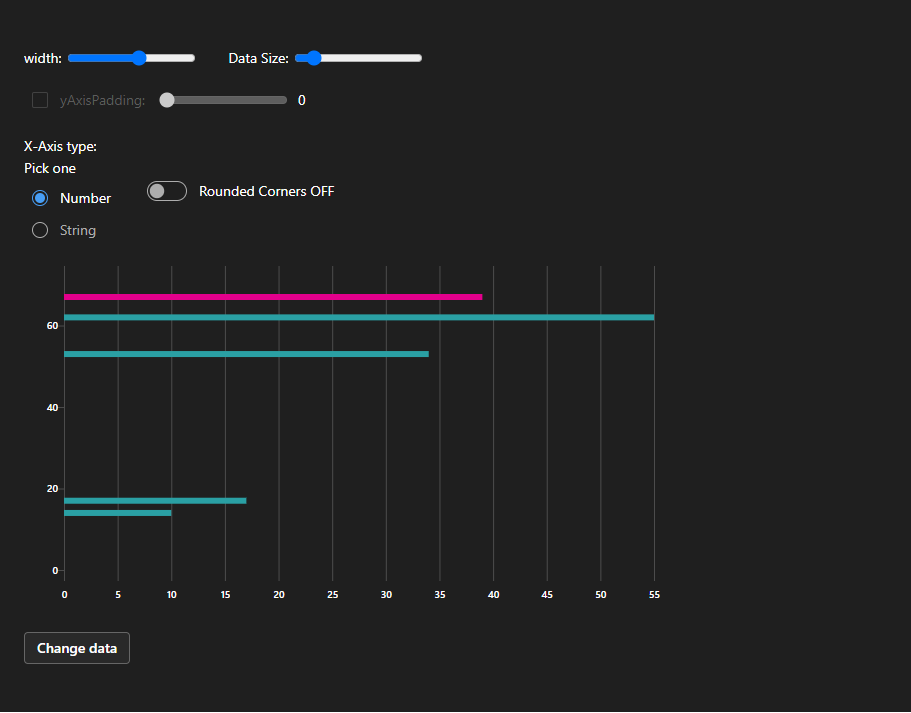 width: Data Size:
yAxisPadding: 0
X-Axis type:
Pick one
Number
Rounded Corners OFF
String
60
40
20
0
0 5 10 15 20 25 30 35 40 45 50 55
Change data